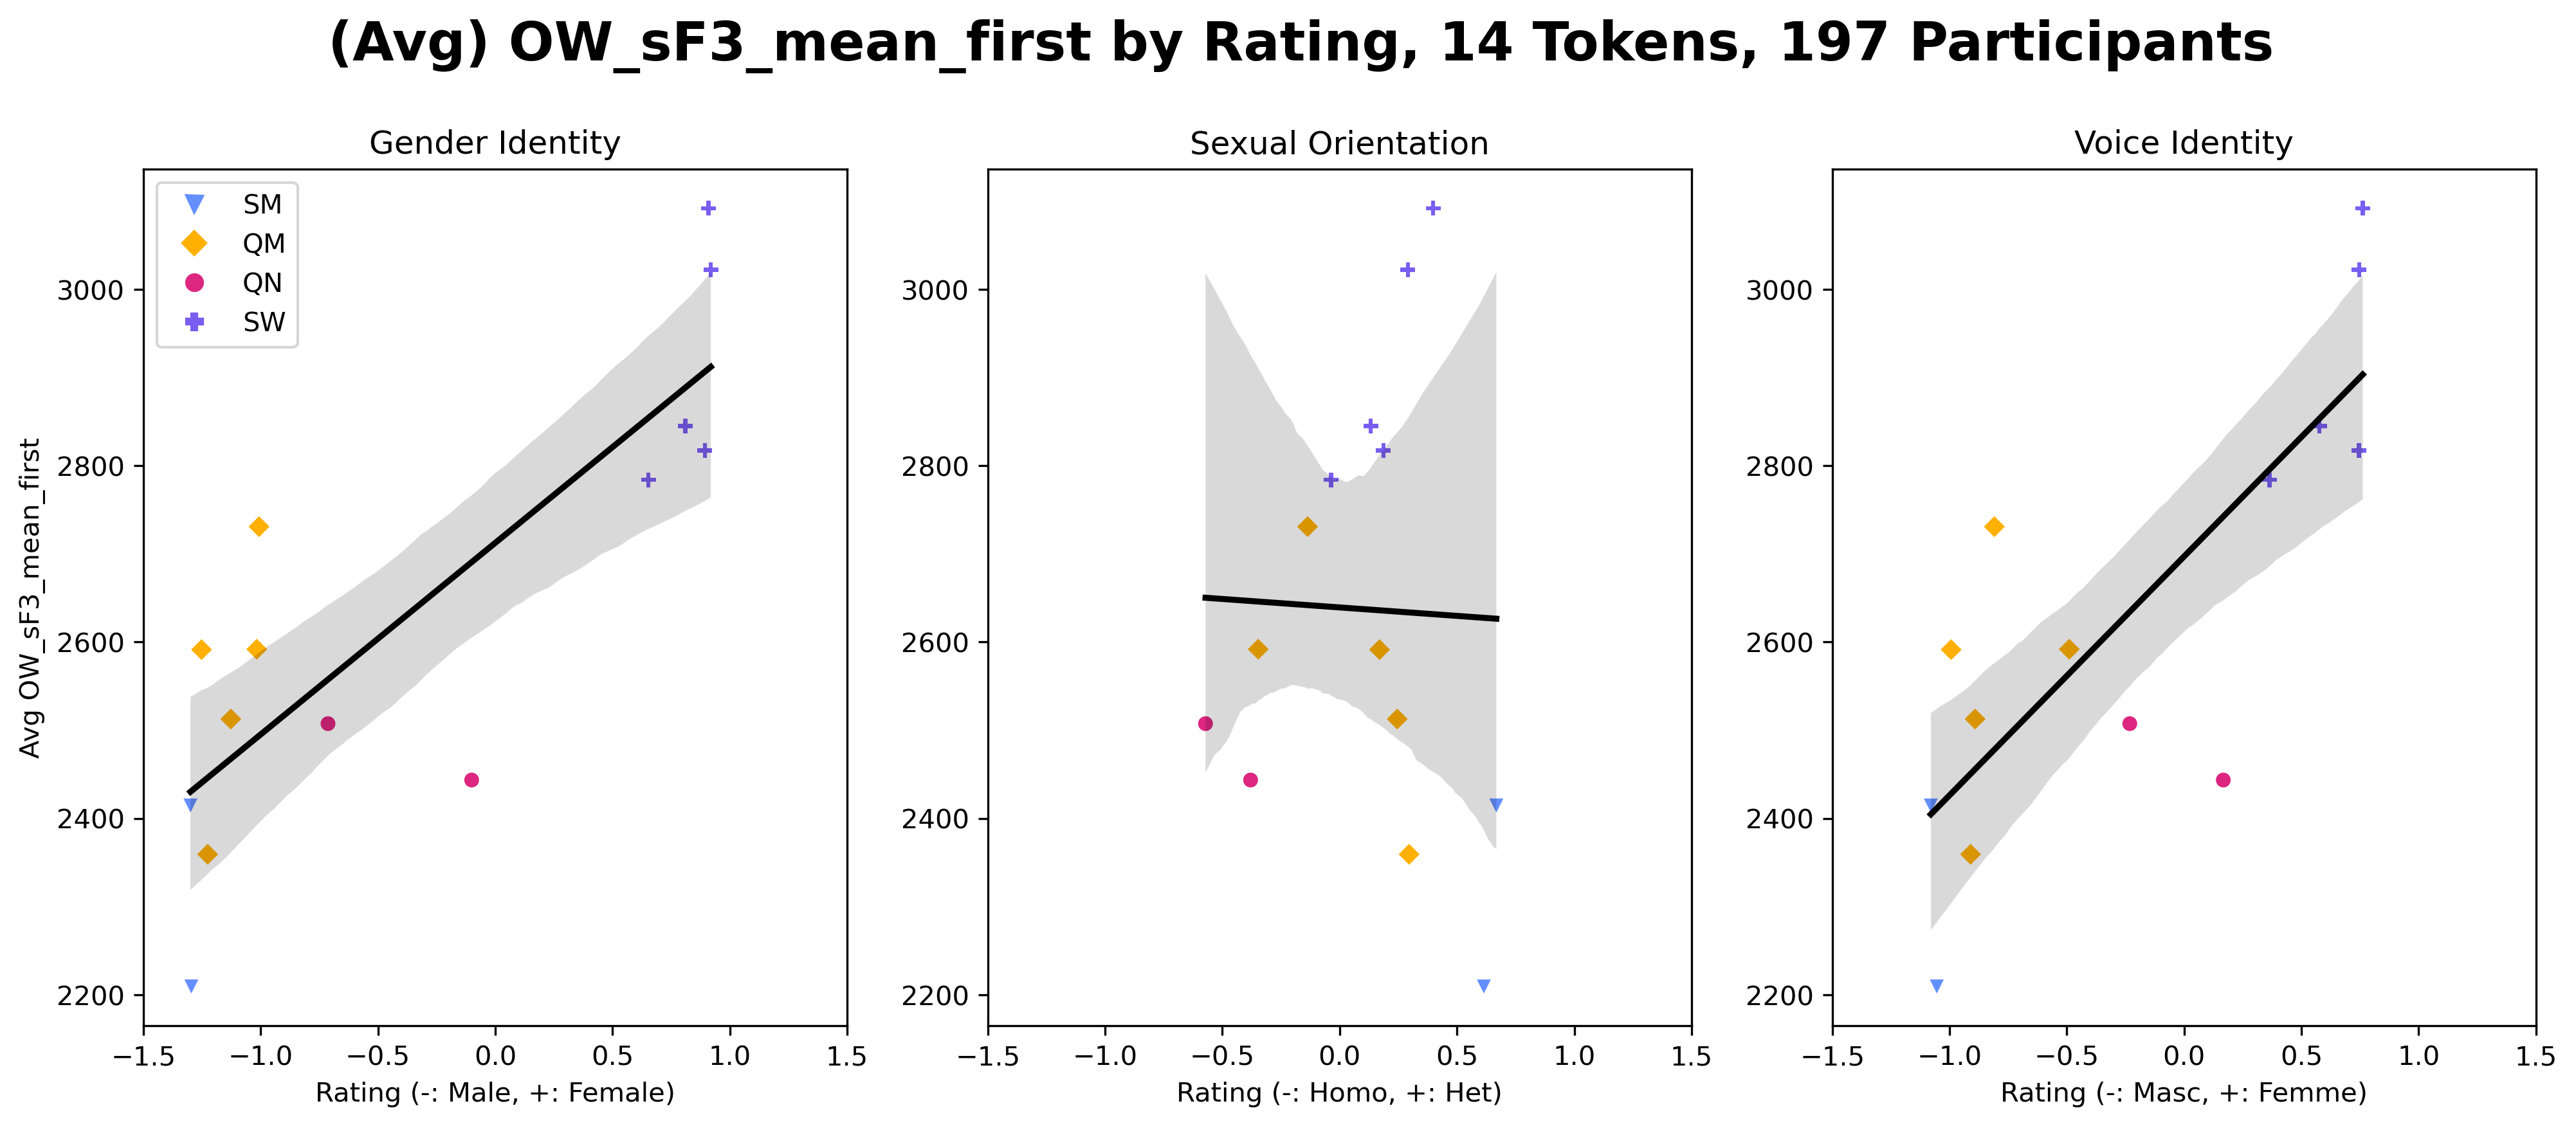 (Avg) OW_sF3_mean_first by Rating, 14 Tokens, 197 Participants
Gender Identity
Sexual Orientation
Voice Identity
SM
QM
QN
SW
Avg OW_sF3_mean_first
3000
2800
2600
2400
2200
3000
2800
2600
2400
2200
3000
2800
2600
2400
2200
−1.5 −1.0 −0.5 0.0 0.5 1.0 1.5
−1.5 −1.0 −0.5 0.0 0.5 1.0 1.5
−1.5 −1.0 −0.5 0.0 0.5 1.0 1.5
Rating (-: Male, +: Female)
Rating (-: Homo, +: Het)
Rating (-: Masc, +: Femme)